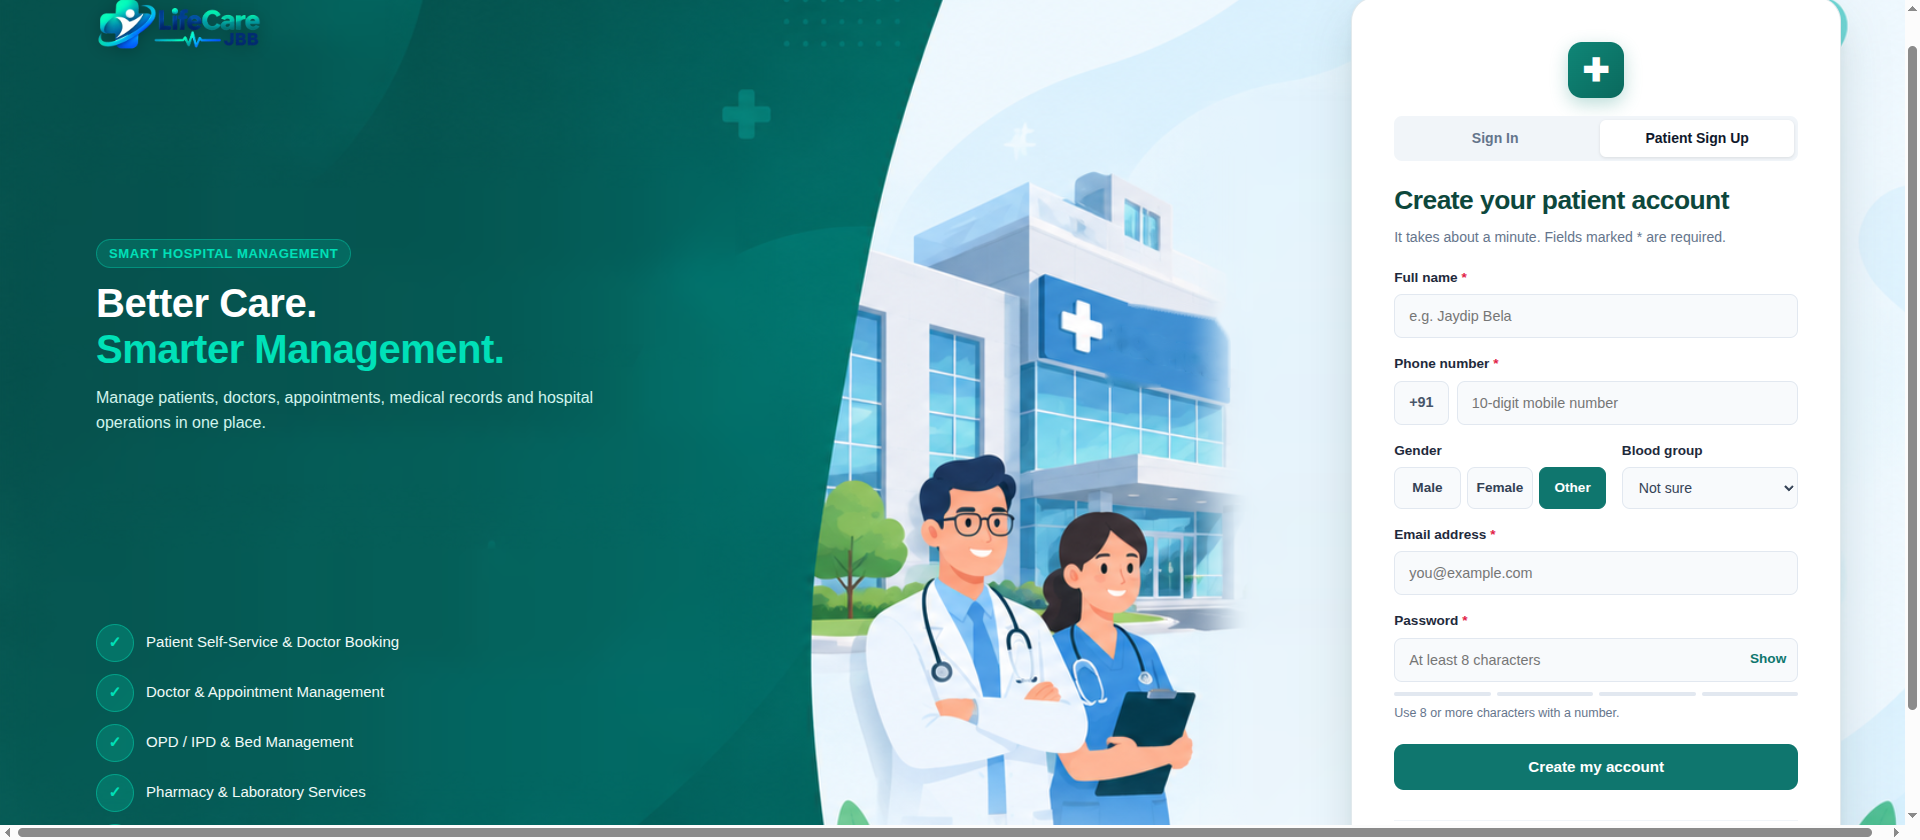 LifeCare
JBB
SMART HOSPITAL MANAGEMENT
Better Care.
Smarter Management.
Manage patients, doctors, appointments, medical records and hospital
operations in one place.
✓ Patient Self-Service & Doctor Booking
✓ Doctor & Appointment Management
✓ OPD / IPD & Bed Management
✓ Pharmacy & Laboratory Services
Sign In
Patient Sign Up
Create your patient account
It takes about a minute. Fields marked * are required.
Full name *
e.g. Jaydip Bela
Phone number *
+91
10-digit mobile number
Gender
Blood group
Male
Female
Other
Not sure
Email address *
you@example.com
Password *
At least 8 characters
Show
Use 8 or more characters with a number.
Create my account